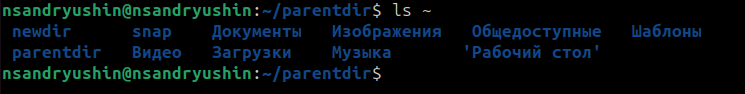 nsandryushin@nsandryushin:~/parentdir$ ls ~
newdir snap Документы Изображения Общедоступные Шаблоны
parentdir Видео Загрузки Музыка 'Рабочий стол'
nsandryushin@nsandryushin:~/parentdir$